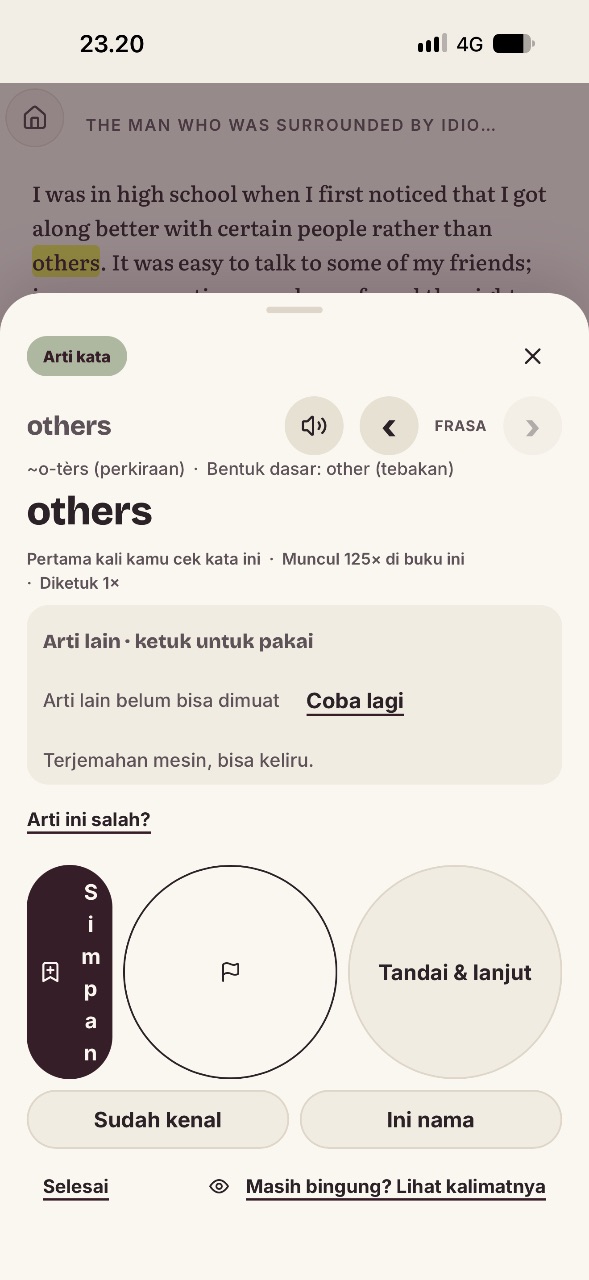 23.20
4G
THE MAN WHO WAS SURROUNDED BY IDIO...
I was in high school when I first noticed that I got
along better with certain people rather than
others. It was easy to talk to some of my friends;
Arti kata
others
‹ FRASA ›
~o-tèrs (perkiraan) · Bentuk dasar: other (tebakan)
others
Pertama kali kamu cek kata ini · Muncul 125× di buku ini
· Diketuk 1×
Arti lain · ketuk untuk pakai
Arti lain belum bisa dimuat Coba lagi
Terjemahan mesin, bisa keliru.
Arti ini salah?
Simpan
Tandai & lanjut
Sudah kenal Ini nama
Selesai Masih bingung? Lihat kalimatnya